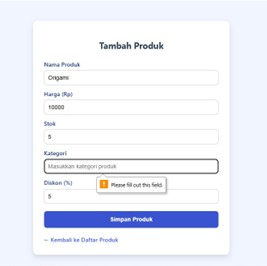 Tambah Produk
Nama Produk
Origami
Harga (Rp)
10000
Stok
5
Kategori
Masukkan kategori produk
! Please fill out this field.
Diskon (%)
5
Simpan Produk
← Kembali ke Daftar Produk